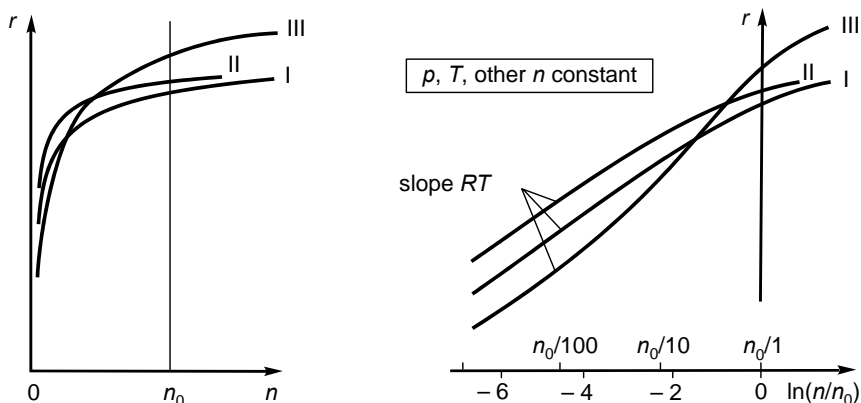 r
III
II
I
0
n₀
n
r
III
II
I
p, T, other n constant
slope RT
n₀/100
n₀/10
n₀/1
– 6
– 4
– 2
0
ln(n/n₀)